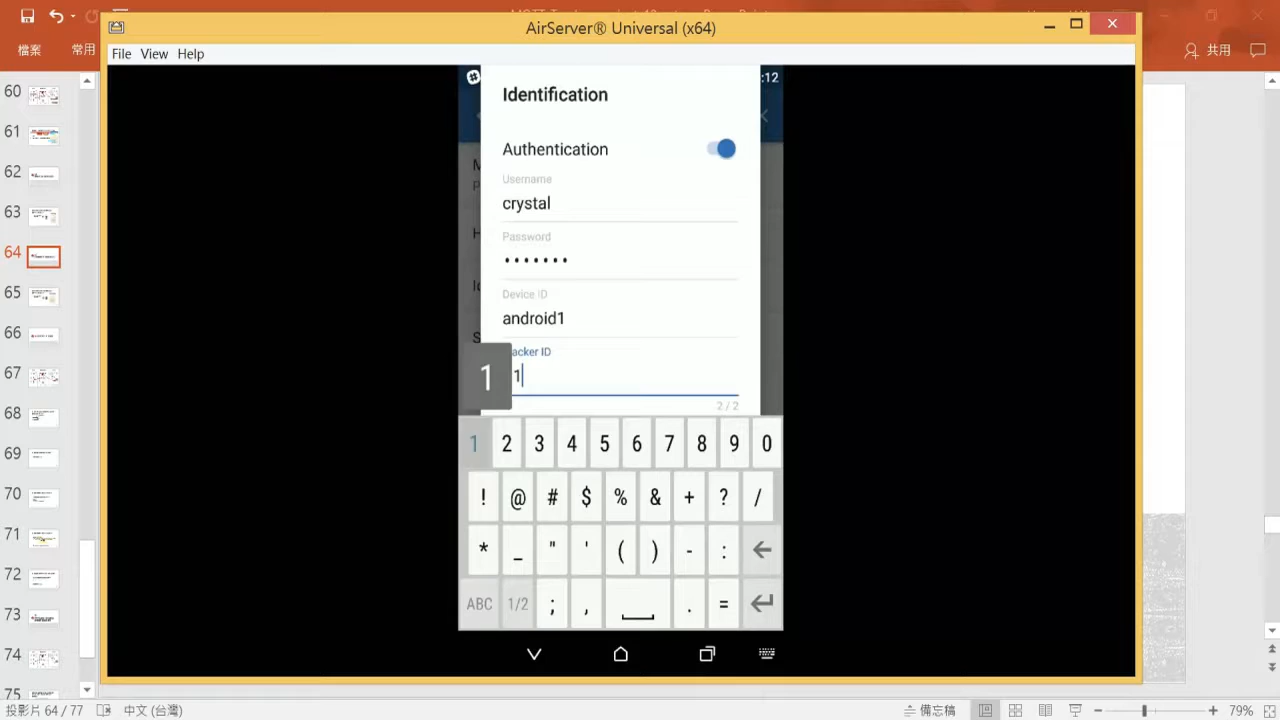 AirServer® Universal (x64)
檔案
常用
共用
File View Help
:12
Identification
Authentication
Username
crystal
Password
•••••••
Device ID
android1
acker ID
1
1
2 / 2
1 2 3 4 5 6 7 8 9 0
! @ # $ % & + ? /
* _ " ' ( ) - :
ABC 1/2 ; , . =
60
61
62
63
64
65
66
67
68
69
70
71
72
73
74
75
投影片 64 / 77
中文 (台灣)
備忘稿
79%